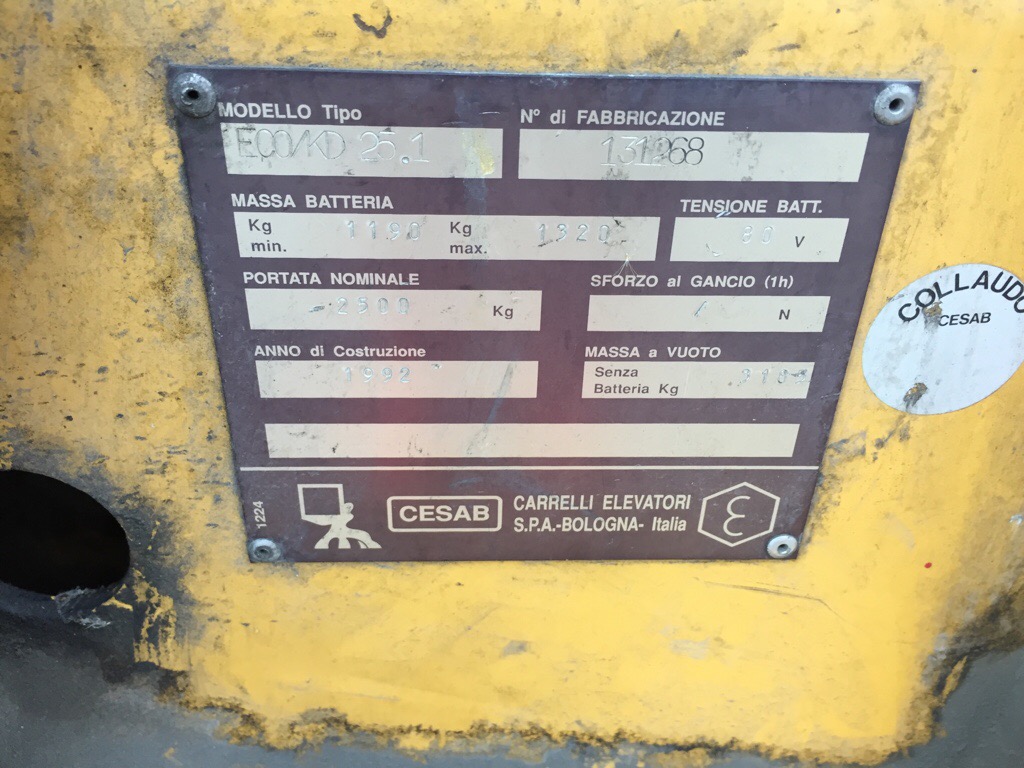 MODELLO Tipo
ECO/KD 25.1
N° di FABBRICAZIONE
131268
MASSA BATTERIA
Kg min. 1190 Kg max. 1320
TENSIONE BATT.
80 V
PORTATA NOMINALE
2500 Kg
SFORZO al GANCIO (1h)
/ N
ANNO di Costruzione
1992
MASSA a VUOTO
Senza
Batteria Kg
1224
CESAB
CARRELLI ELEVATORI
S.P.A.-BOLOGNA- Italia
COLLAUDO
CESAB